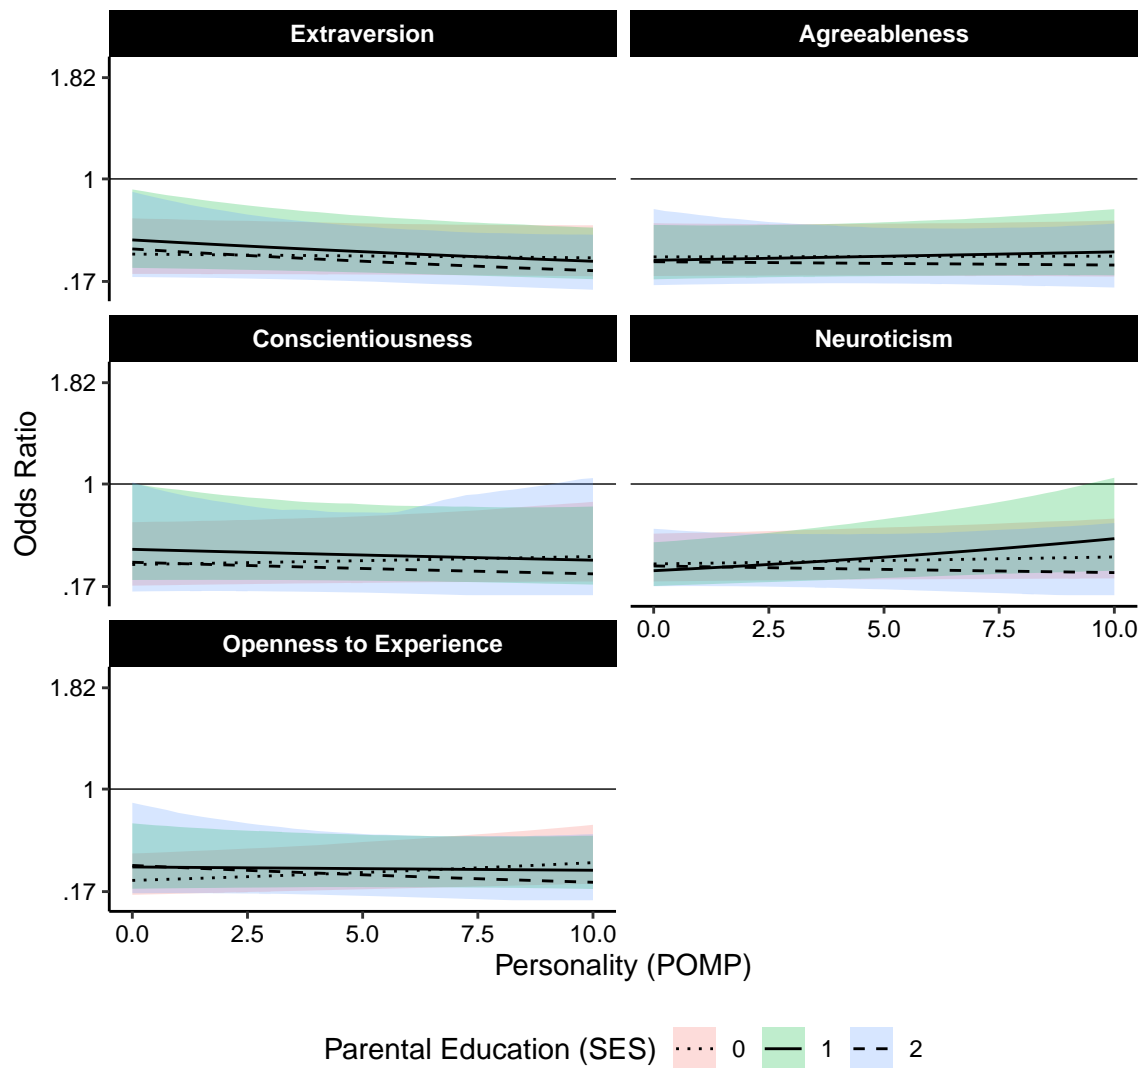 Extraversion
Agreeableness
1.82
1
.17
Conscientiousness
Neuroticism
1.82
1
.17
0.0 2.5 5.0 7.5 10.0
Openness to Experience
1.82
1
.17
0.0 2.5 5.0 7.5 10.0
Odds Ratio
Personality (POMP)
Parental Education (SES) 0 1 2